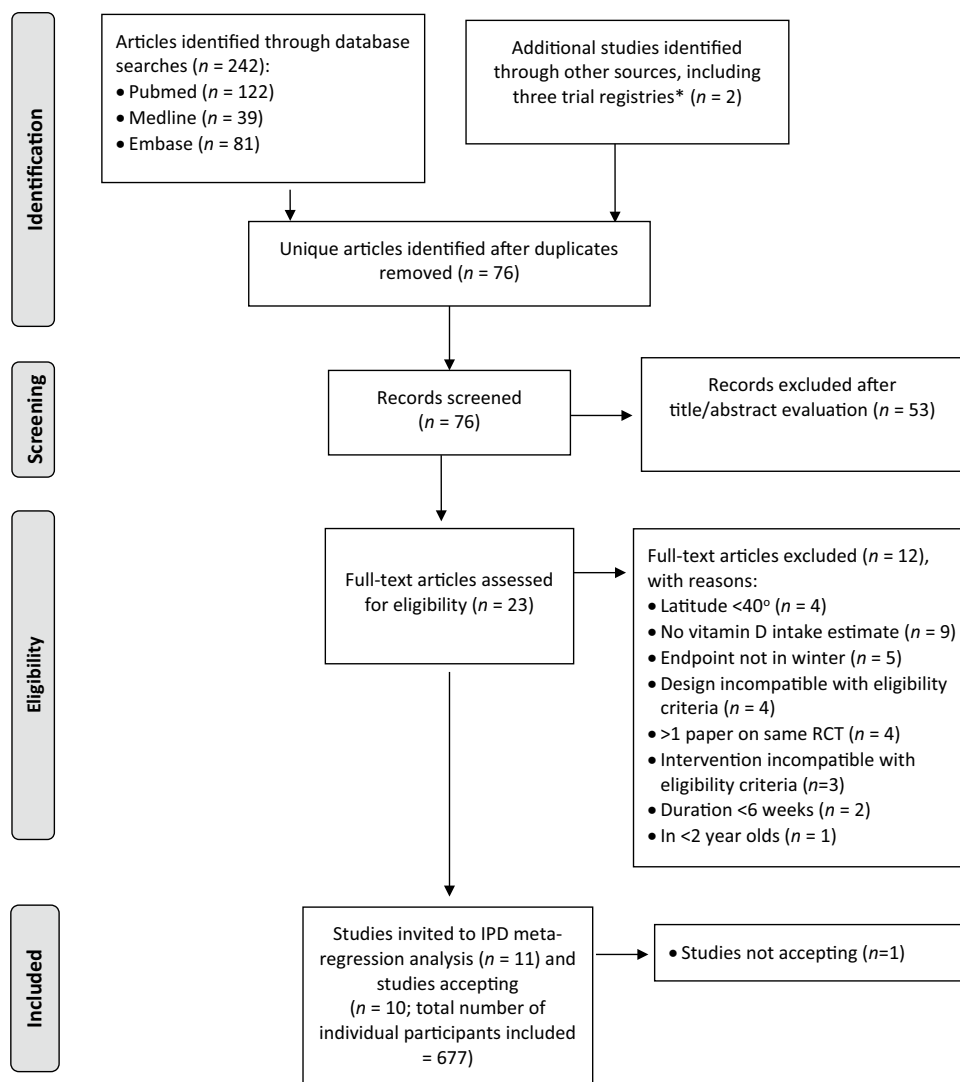 Identification
Articles identified through database
searches (n = 242):
• Pubmed (n = 122)
• Medline (n = 39)
• Embase (n = 81)
Additional studies identified
through other sources, including
three trial registries* (n = 2)
Unique articles identified after duplicates
removed (n = 76)
Screening
Records screened
(n = 76)
Records excluded after
title/abstract evaluation (n = 53)
Eligibility
Full-text articles assessed
for eligibility (n = 23)
Full-text articles excluded (n = 12),
with reasons:
• Latitude <40° (n = 4)
• No vitamin D intake estimate (n = 9)
• Endpoint not in winter (n = 5)
• Design incompatible with eligibility
criteria (n = 4)
• >1 paper on same RCT (n = 4)
• Intervention incompatible with
eligibility criteria (n=3)
• Duration <6 weeks (n = 2)
• In <2 year olds (n = 1)
Included
Studies invited to IPD meta-
regression analysis (n = 11) and
studies accepting
(n = 10; total number of
individual participants included
= 677)
• Studies not accepting (n=1)